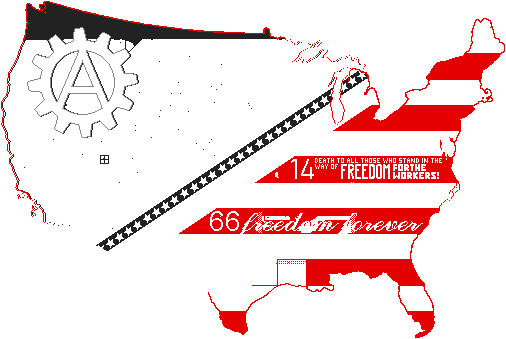 A
14 DEATH TO ALL THOSE WHO STAND IN THE
WAY OF FREEDOM FOR THE
WORKERS!
66 freedom forever